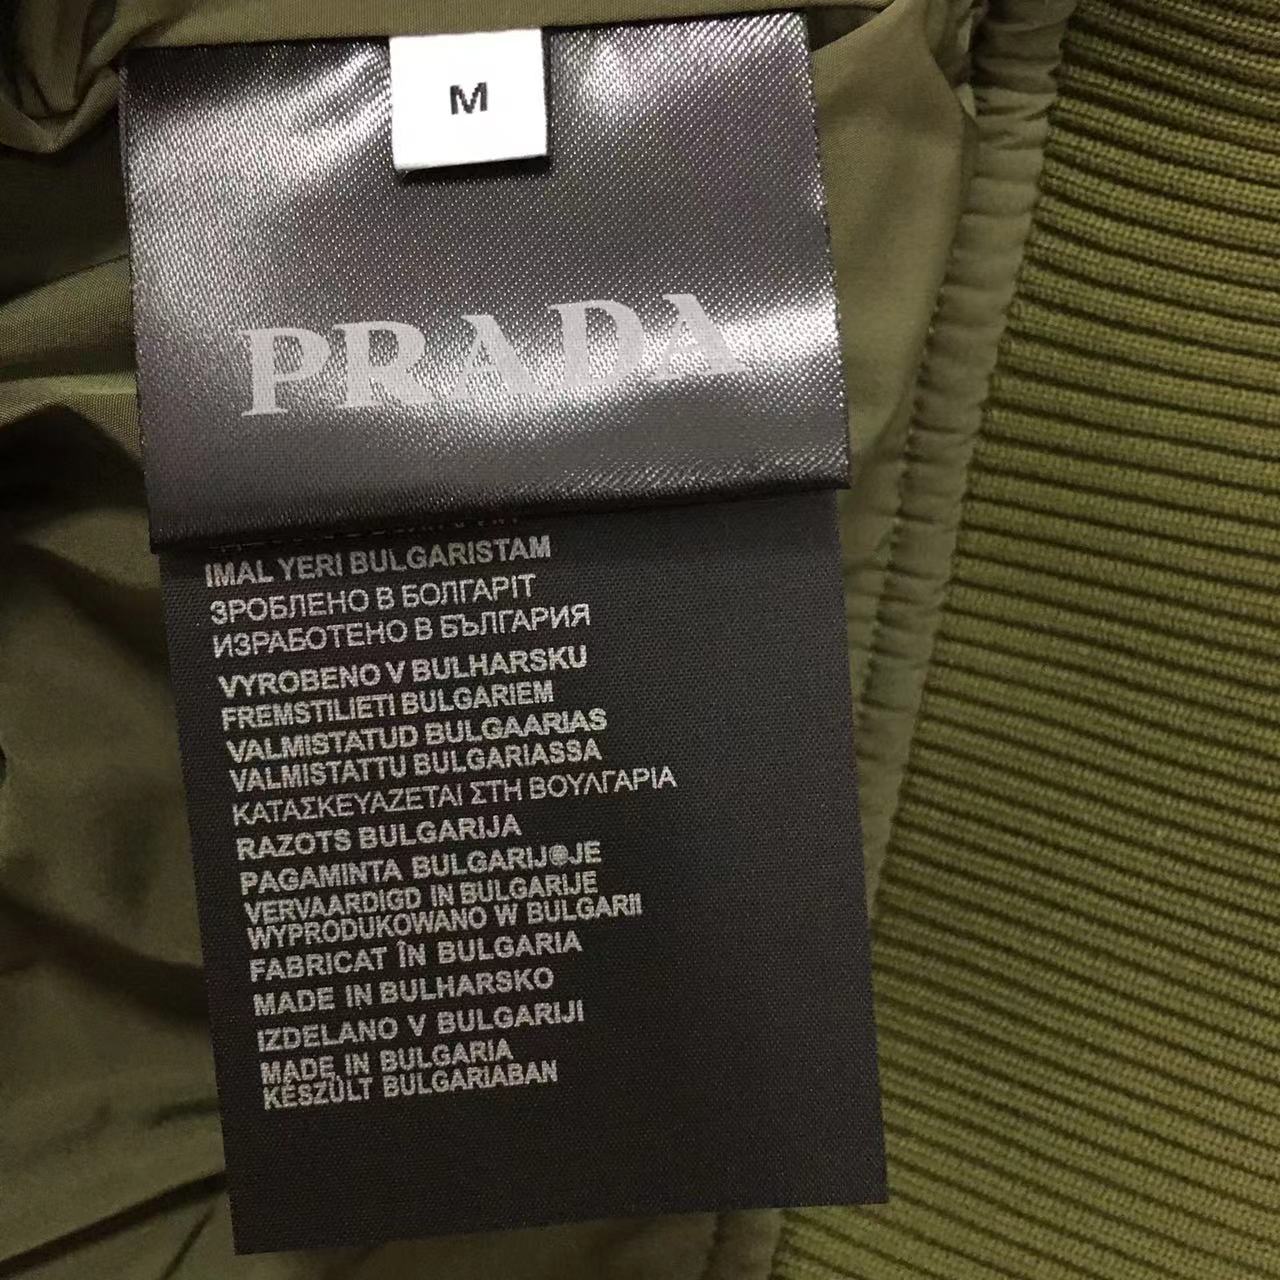 M
PRADA
IMAL YERI BULGARISTAM
ЗРОБЛЕНО В БОЛГАРІТ
ИЗРАБОТЕНО В БЪЛГАРИЯ
VYROBENO V BULHARSKU
FREMSTILIETI BULGARIEM
VALMISTATUD BULGAARIAS
VALMISTATTU BULGARIASSA
ΚΑΤΑΣΚΕΥΑΖΕΤΑΙ ΣΤΗ ΒΟΥΛΓΑΡΙΑ
RAZOTS BULGARIJA
PAGAMINTA BULGARIJ@JE
VERVAARDIGD IN BULGARIJE
WYPRODUKOWANO W BULGARII
FABRICAT ÎN BULGARIA
MADE IN BULHARSKO
IZDELANO V BULGARIJI
MADE IN BULGARIA
KÉSZÜLT BULGARIABAN